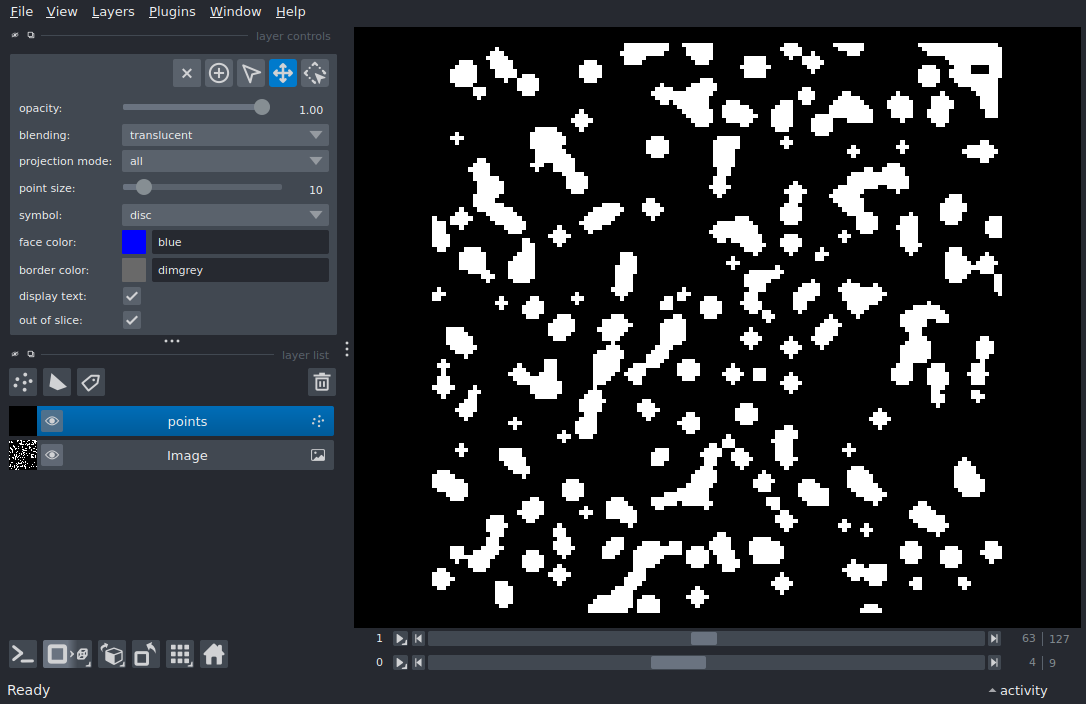 File View Layers Plugins Window Help
layer controls
opacity: 1.00
blending: translucent
projection mode: all
point size: 10
symbol: disc
face color: blue
border color: dimgrey
display text:
out of slice:
layer list
points
Image
1 63 127
0 4 9
Ready activity